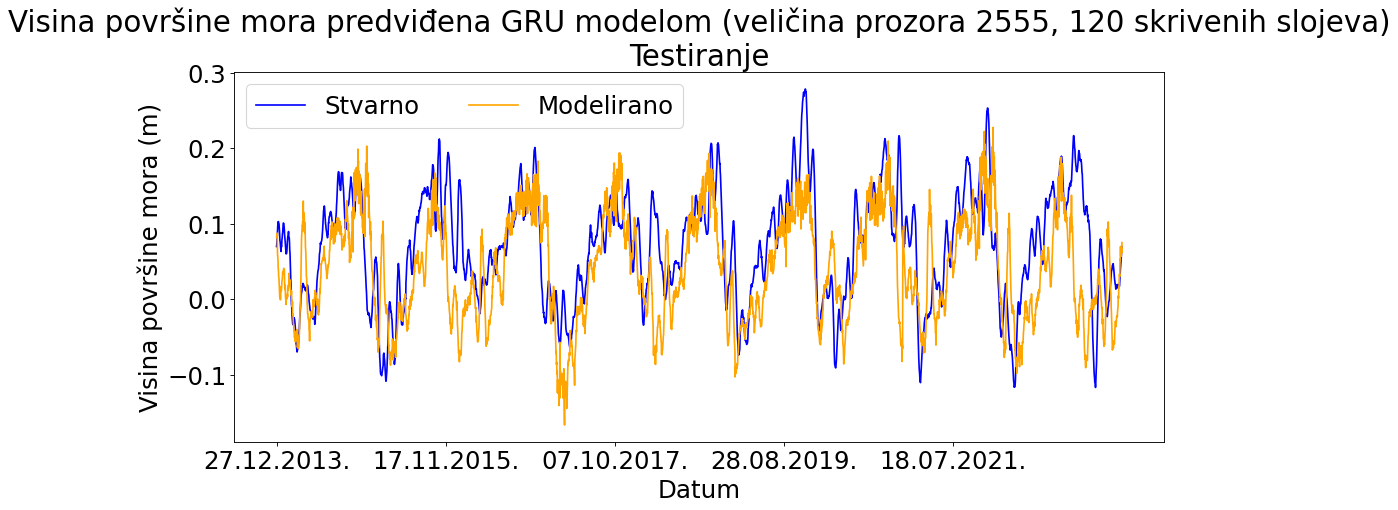 Visina površine mora predviđena GRU modelom (veličina prozora 2555, 120 skrivenih slojeva)
Testiranje
Stvarno Modelirano
Visina površine mora (m)
0.3
0.2
0.1
0.0
−0.1
27.12.2013. 17.11.2015. 07.10.2017. 28.08.2019. 18.07.2021.
Datum